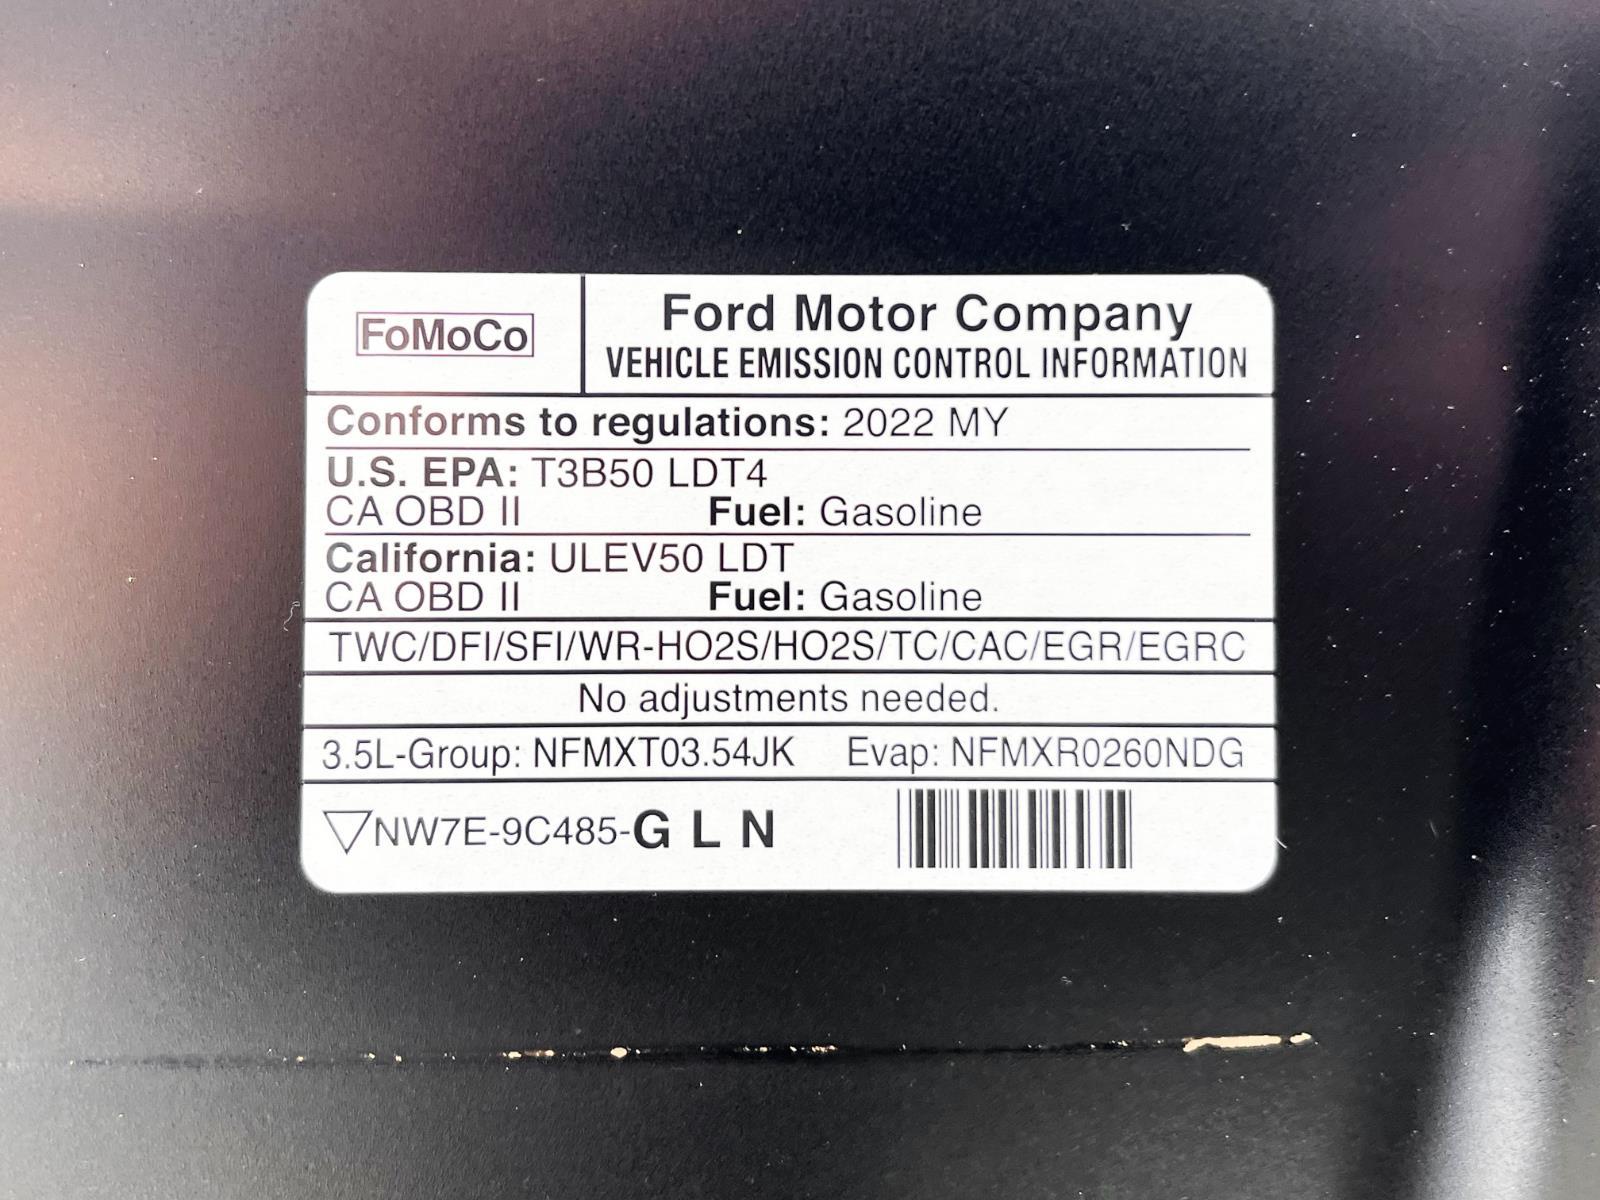 FoMoCo
Ford Motor Company
VEHICLE EMISSION CONTROL INFORMATION
Conforms to regulations: 2022 MY
U.S. EPA: T3B50 LDT4
CA OBD II Fuel: Gasoline
California: ULEV50 LDT
CA OBD II Fuel: Gasoline
TWC/DFI/SFI/WR-HO2S/HO2S/TC/CAC/EGR/EGRC
No adjustments needed.
3.5L-Group: NFMXT03.54JK Evap: NFMXR0260NDG
NW7E-9C485-G L N